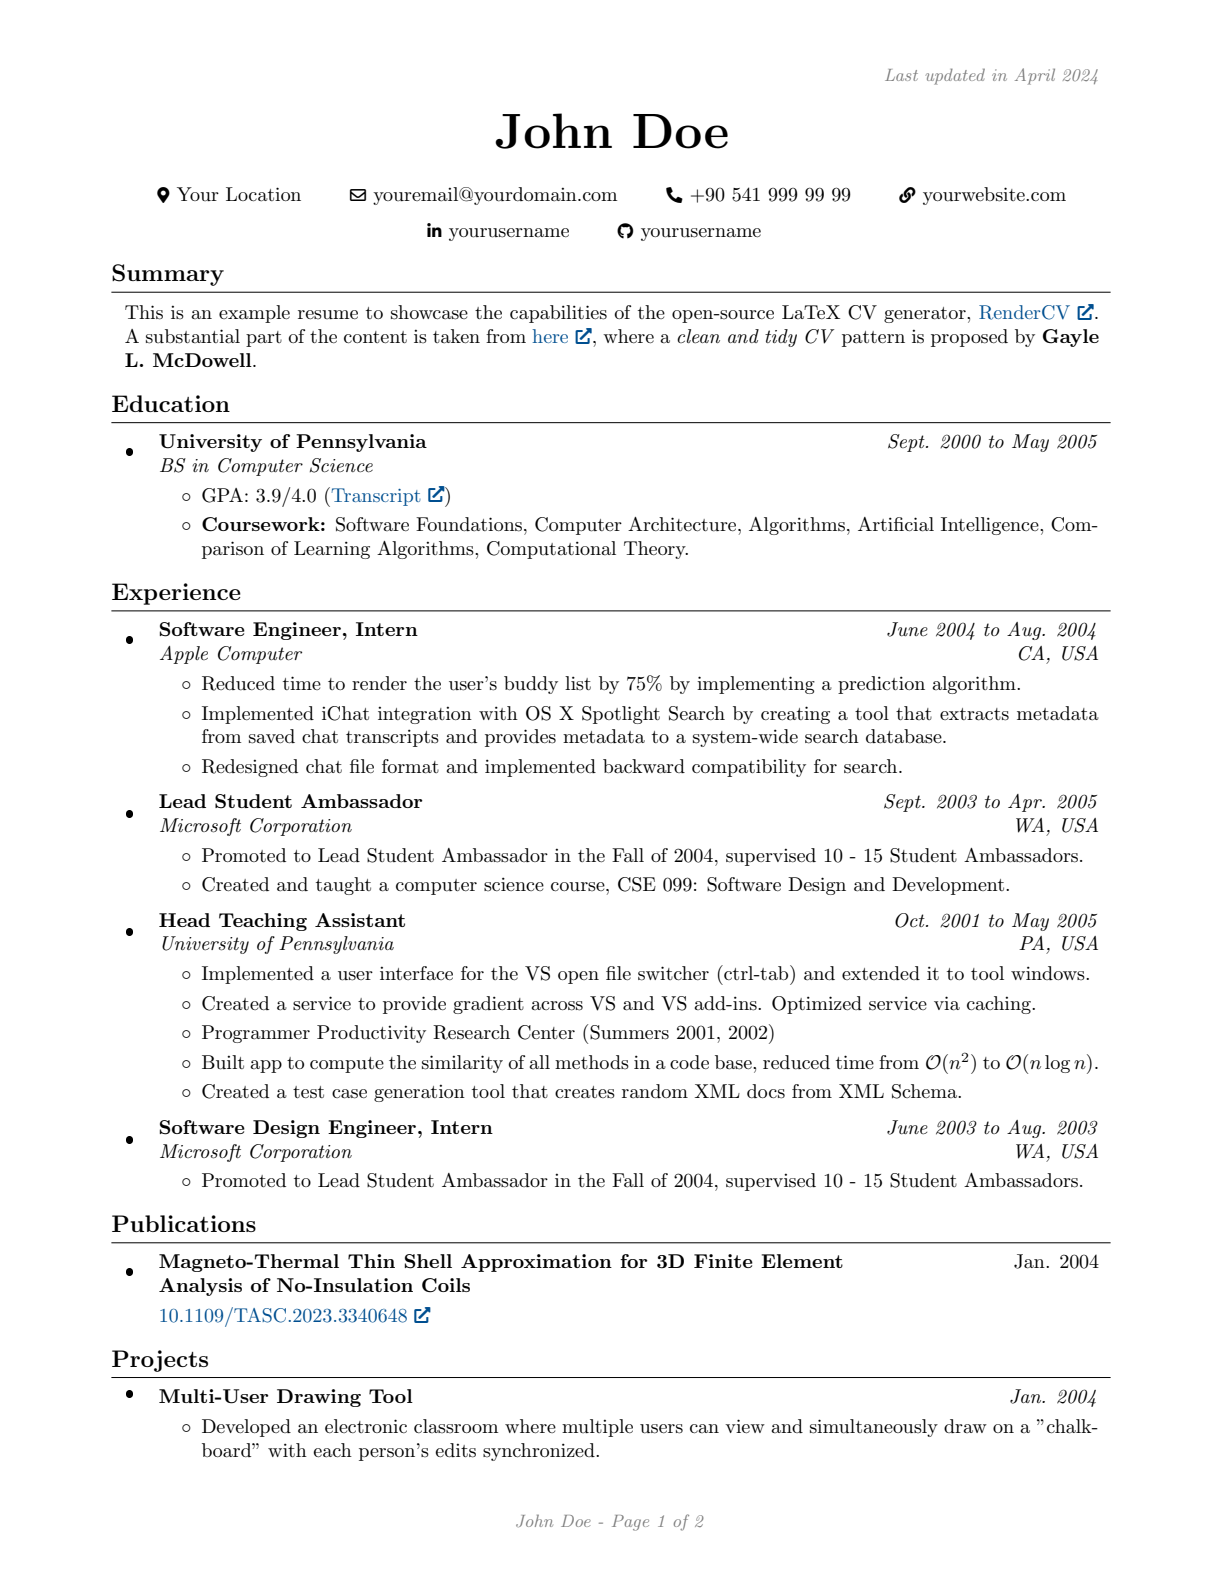 Last updated in April 2024
John Doe
Your Location youremail@yourdomain.com +90 541 999 99 99 yourwebsite.com
yourusername yourusername
Summary
This is an example resume to showcase the capabilities of the open-source LaTeX CV generator, RenderCV.
A substantial part of the content is taken from here, where a clean and tidy CV pattern is proposed by Gayle
L. McDowell.
Education
• University of Pennsylvania Sept. 2000 to May 2005
BS in Computer Science
◦ GPA: 3.9/4.0 (Transcript)
◦ Coursework: Software Foundations, Computer Architecture, Algorithms, Artificial Intelligence, Com-
parison of Learning Algorithms, Computational Theory.
Experience
• Software Engineer, Intern June 2004 to Aug. 2004
Apple Computer CA, USA
◦ Reduced time to render the user's buddy list by 75% by implementing a prediction algorithm.
◦ Implemented iChat integration with OS X Spotlight Search by creating a tool that extracts metadata
from saved chat transcripts and provides metadata to a system-wide search database.
◦ Redesigned chat file format and implemented backward compatibility for search.
• Lead Student Ambassador Sept. 2003 to Apr. 2005
Microsoft Corporation WA, USA
◦ Promoted to Lead Student Ambassador in the Fall of 2004, supervised 10 - 15 Student Ambassadors.
◦ Created and taught a computer science course, CSE 099: Software Design and Development.
• Head Teaching Assistant Oct. 2001 to May 2005
University of Pennsylvania PA, USA
◦ Implemented a user interface for the VS open file switcher (ctrl-tab) and extended it to tool windows.
◦ Created a service to provide gradient across VS and VS add-ins. Optimized service via caching.
◦ Programmer Productivity Research Center (Summers 2001, 2002)
◦ Built app to compute the similarity of all methods in a code base, reduced time from 𝒪(n²) to 𝒪(n log n).
◦ Created a test case generation tool that creates random XML docs from XML Schema.
• Software Design Engineer, Intern June 2003 to Aug. 2003
Microsoft Corporation WA, USA
◦ Promoted to Lead Student Ambassador in the Fall of 2004, supervised 10 - 15 Student Ambassadors.
Publications
• Magneto-Thermal Thin Shell Approximation for 3D Finite Element Jan. 2004
Analysis of No-Insulation Coils
10.1109/TASC.2023.3340648
Projects
• Multi-User Drawing Tool Jan. 2004
◦ Developed an electronic classroom where multiple users can view and simultaneously draw on a ”chalk-
board” with each person's edits synchronized.
John Doe - Page 1 of 2